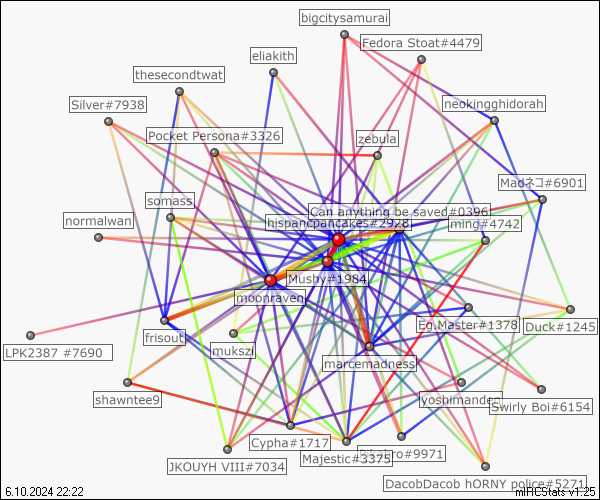 bigcitysamurai
Fedora Stoat#4479
eliakith
thesecondtwat
Silver#7938
neokingghidorah
Pocket Persona#3326
zebula
Madネコ#6901
somass
Can anything be saved#0396
normalwan
hispancpancakes#2928
ming#4742
Mushy#1984
moonraven
Eg.Master#1378
Duck#1245
frisout
mukszi
LPK2387 #7690
marcemadness
shawntee9
yoshimanded
Swirly Boi#6154
Cypha#1717
#9971
Majestic#3375
JKOUYH VIII#7034
DacobDacob hORNY police#5271
6.10.2024 22:22
mIRCStats v1.25